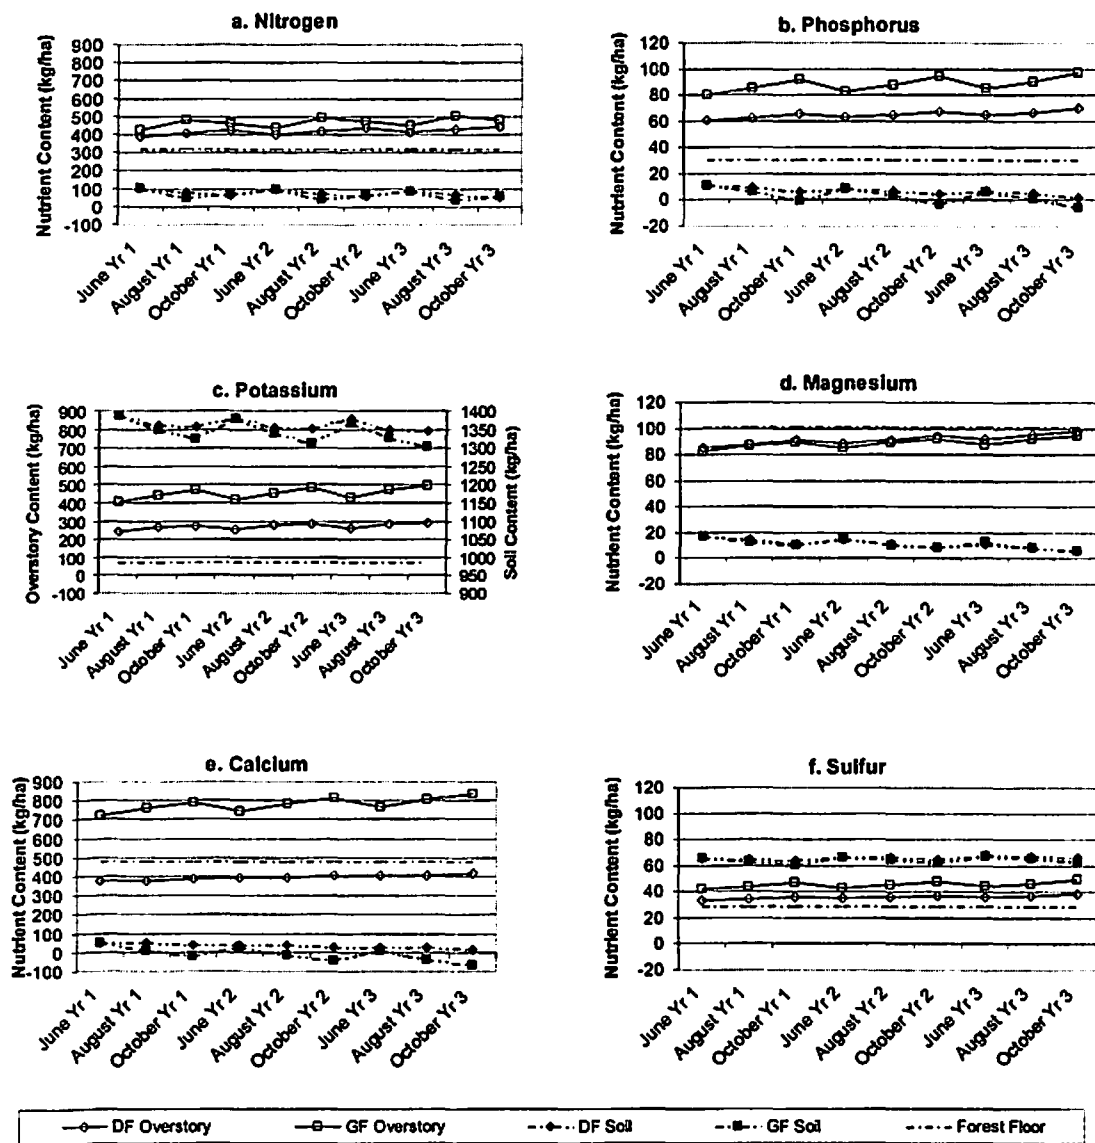 a. Nitrogen
Nutrient Content (kg/ha)
900
800
700
600
500
400
300
200
100
0
-100
June Yr 1
August Yr 1
October Yr 1
June Yr 2
August Yr 2
October Yr 2
June Yr 3
August Yr 3
October Yr 3
b. Phosphorus
Nutrient Content (kg/ha)
120
100
80
60
40
20
0
-20
June Yr 1
August Yr 1
October Yr 1
June Yr 2
August Yr 2
October Yr 2
June Yr 3
August Yr 3
October Yr 3
c. Potassium
Overstory Content (kg/ha)
900
800
700
600
500
400
300
200
100
0
-100
1400
1350
1300
1250
1200
1150
1100
1050
1000
950
900
Soil Content (kg/ha)
June Yr 1
August Yr 1
October Yr 1
June Yr 2
August Yr 2
October Yr 2
June Yr 3
August Yr 3
October Yr 3
d. Magnesium
Nutrient Content (kg/ha)
120
100
80
60
40
20
0
-20
June Yr 1
August Yr 1
October Yr 1
June Yr 2
August Yr 2
October Yr 2
June Yr 3
August Yr 3
October Yr 3
e. Calcium
Nutrient Content (kg/ha)
900
800
700
600
500
400
300
200
100
0
-100
June Yr 1
August Yr 1
October Yr 1
June Yr 2
August Yr 2
October Yr 2
June Yr 3
August Yr 3
October Yr 3
f. Sulfur
Nutrient Content (kg/ha)
120
100
80
60
40
20
0
-20
June Yr 1
August Yr 1
October Yr 1
June Yr 2
August Yr 2
October Yr 2
June Yr 3
August Yr 3
October Yr 3
DF Overstory GF Overstory DF Soil GF Soil Forest Floor